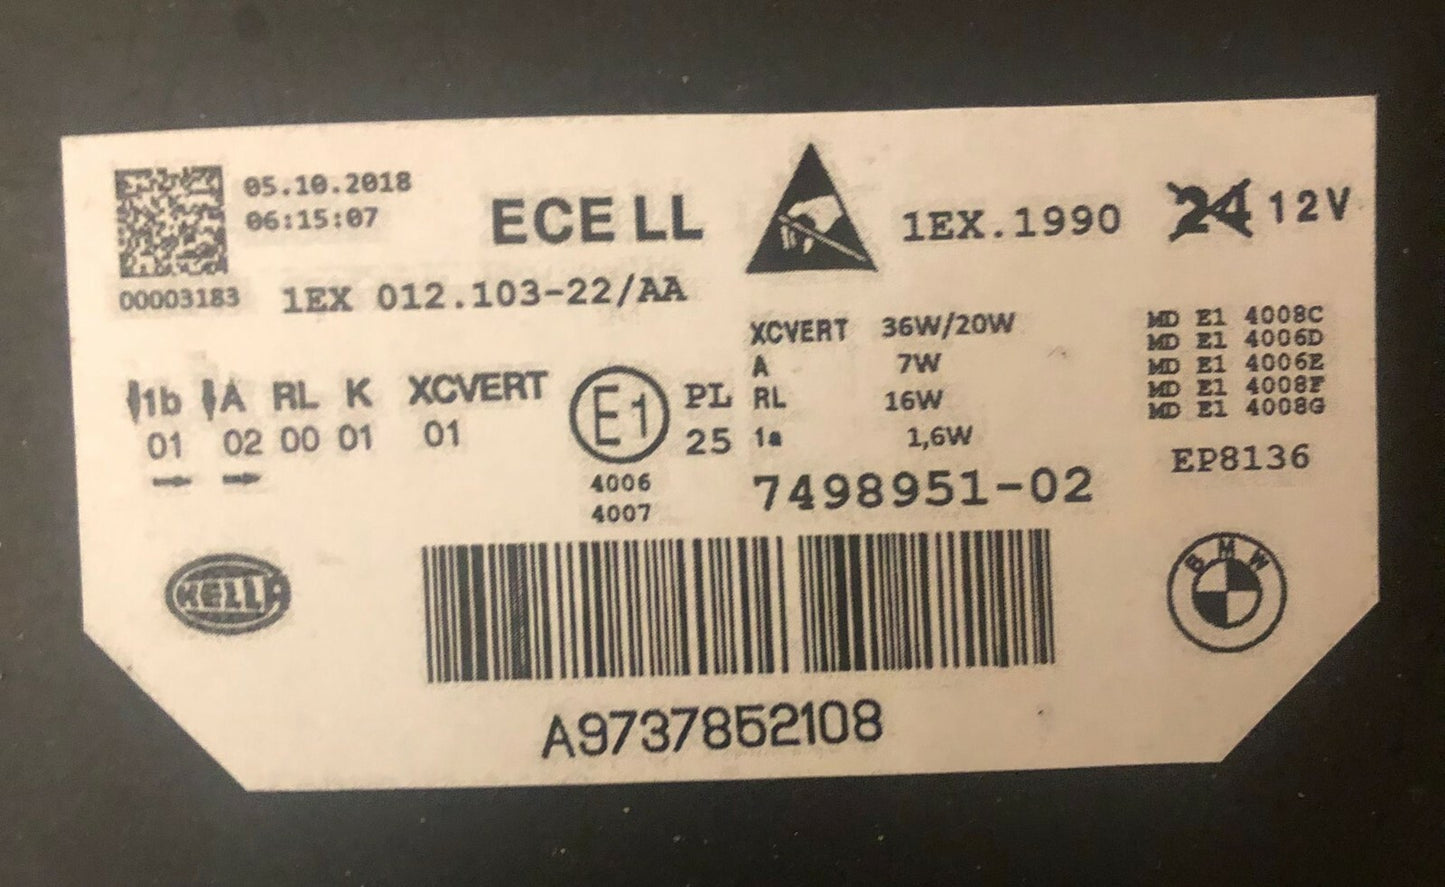 05.10.2018
06:15:07
00003183
ECE LL
1EX.1990
24 12V
1EX 012.103-22/AA
1b A RL K XCVERT
01 02 00 01 01
E1
PL
25
4006
4007
XCVERT 36W/20W
A 7W
RL 16W
1a 1,6W
MD E1 4008C
MD E1 4006D
MD E1 4006E
MD E1 4008F
MD E1 4008G
EP8136
7498951-02
HELLA
BMW
A9737852108